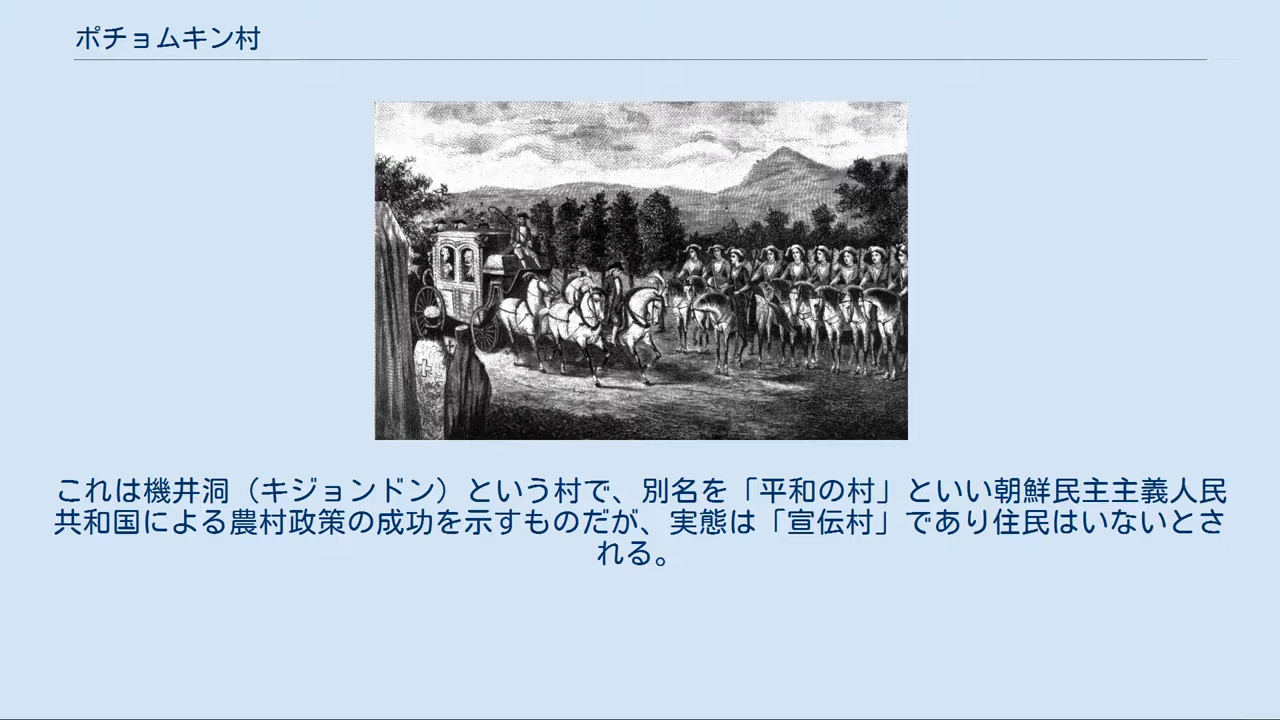 ポチョムキン村
これは機井洞（キジョンドン）という村で、別名を「平和の村」といい朝鮮民主主義人民
共和国による農村政策の成功を示すものだが、実態は「宣伝村」であり住民はいないとさ
れる。